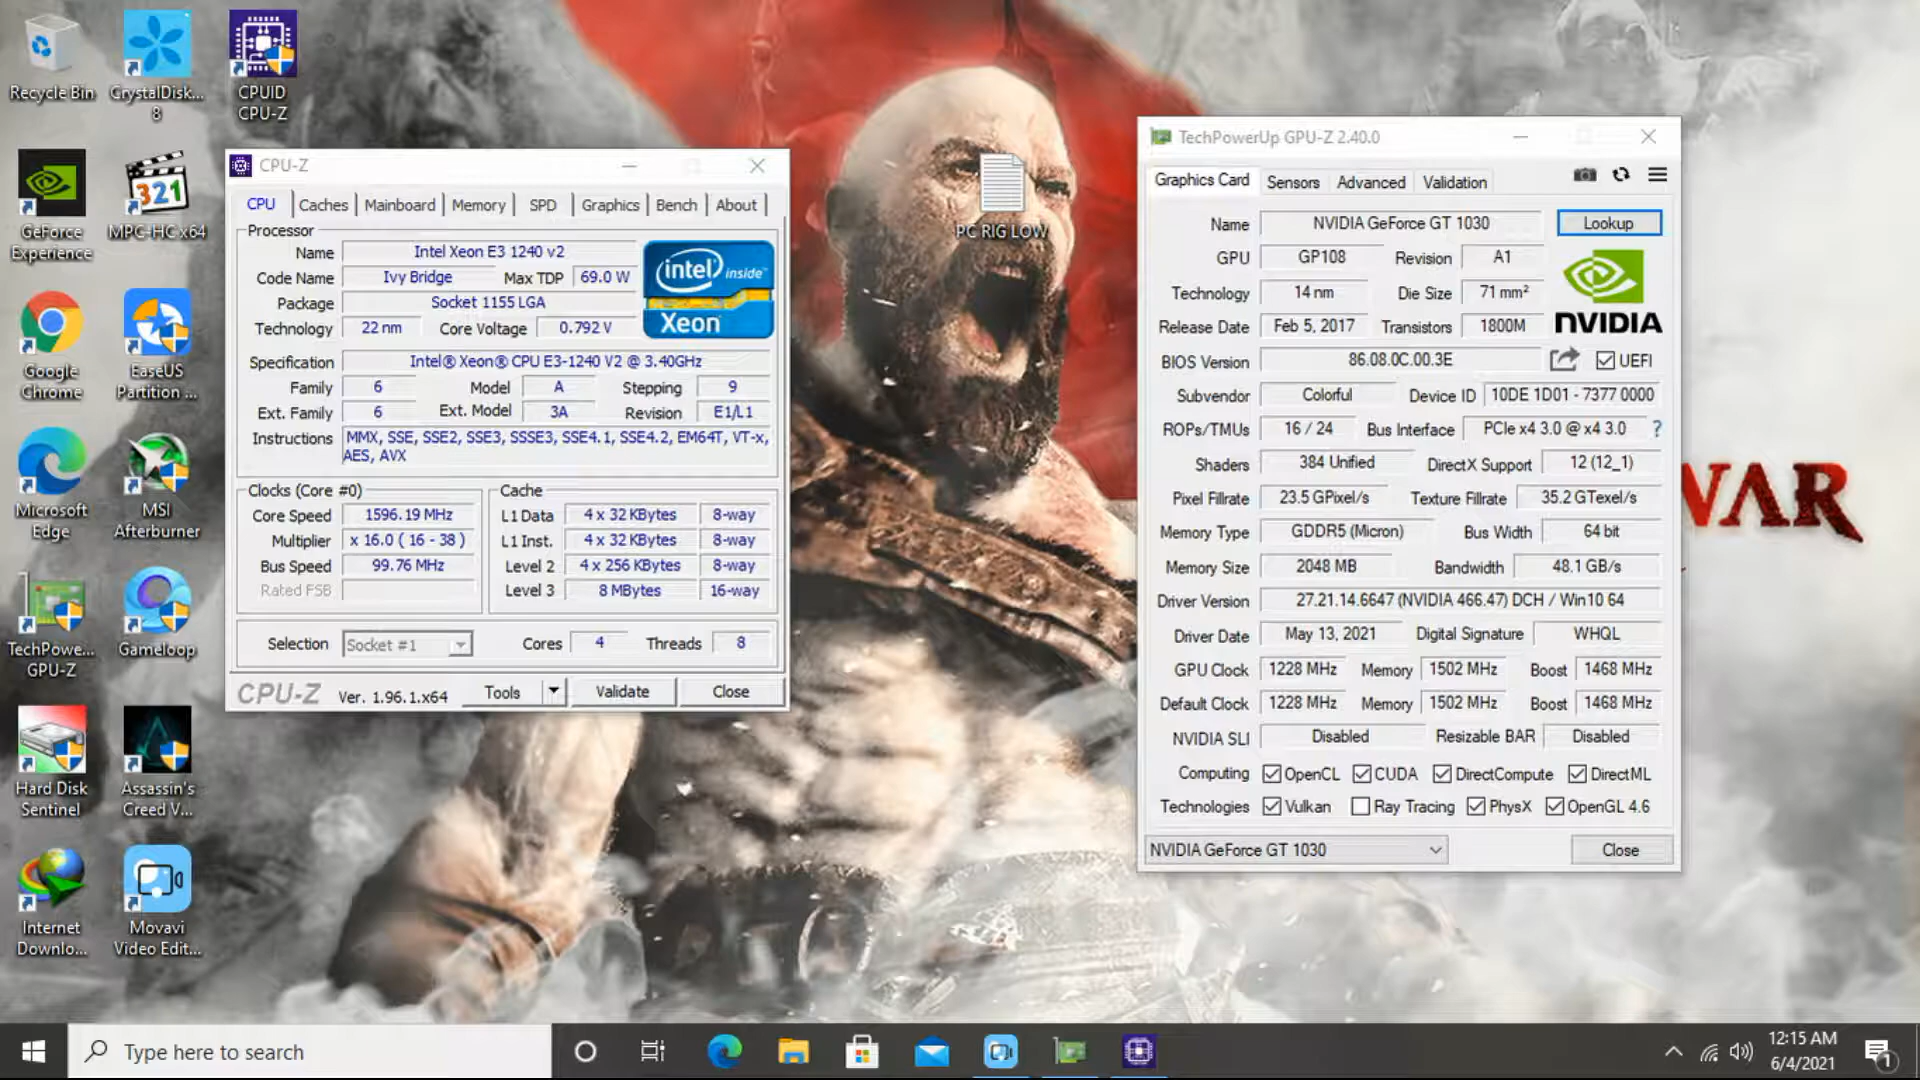 Recycle Bin
CrystalDisk...
8
CPUID
CPU-Z
GeForce
Experience
MPC-HC x64
321
Google
Chrome
EaseUS
Partition ...
Microsoft
Edge
MSI
Afterburner
TechPowe...
GPU-Z
Gameloop
Hard Disk
Sentinel
Assassin's
Creed V...
Internet
Downlo...
Movavi
Video Edit...
PC RIG LOW
WAR
CPU-Z
CPU Caches Mainboard Memory SPD Graphics Bench About
Processor
Name Intel Xeon E3 1240 v2
Code Name Ivy Bridge Max TDP 69.0 W
Package Socket 1155 LGA
Technology 22 nm Core Voltage 0.792 V
intel inside™
Xeon
Specification Intel® Xeon® CPU E3-1240 V2 @ 3.40GHz
Family 6 Model A Stepping 9
Ext. Family 6 Ext. Model 3A Revision E1/L1
Instructions MMX, SSE, SSE2, SSE3, SSSE3, SSE4.1, SSE4.2, EM64T, VT-x,
AES, AVX
Clocks (Core #0)
Core Speed 1596.19 MHz
Multiplier x 16.0 ( 16 - 38 )
Bus Speed 99.76 MHz
Rated FSB
Cache
L1 Data 4 x 32 KBytes 8-way
L1 Inst. 4 x 32 KBytes 8-way
Level 2 4 x 256 KBytes 8-way
Level 3 8 MBytes 16-way
Selection Socket #1 Cores 4 Threads 8
CPU-Z Ver. 1.96.1.x64 Tools Validate Close
TechPowerUp GPU-Z 2.40.0
Graphics Card Sensors Advanced Validation
Name NVIDIA GeForce GT 1030 Lookup
GPU GP108 Revision A1
Technology 14 nm Die Size 71 mm²
Release Date Feb 5, 2017 Transistors 1800M
NVIDIA
BIOS Version 86.08.0C.00.3E UEFI
Subvendor Colorful Device ID 10DE 1D01 - 7377 0000
ROPs/TMUs 16 / 24 Bus Interface PCIe x4 3.0 @ x4 3.0 ?
Shaders 384 Unified DirectX Support 12 (12_1)
Pixel Fillrate 23.5 GPixel/s Texture Fillrate 35.2 GTexel/s
Memory Type GDDR5 (Micron) Bus Width 64 bit
Memory Size 2048 MB Bandwidth 48.1 GB/s
Driver Version 27.21.14.6647 (NVIDIA 466.47) DCH / Win10 64
Driver Date May 13, 2021 Digital Signature WHQL
GPU Clock 1228 MHz Memory 1502 MHz Boost 1468 MHz
Default Clock 1228 MHz Memory 1502 MHz Boost 1468 MHz
NVIDIA SLI Disabled Resizable BAR Disabled
Computing OpenCL CUDA DirectCompute DirectML
Technologies Vulkan Ray Tracing PhysX OpenGL 4.6
NVIDIA GeForce GT 1030 Close
Type here to search
12:15 AM
6/4/2021
1